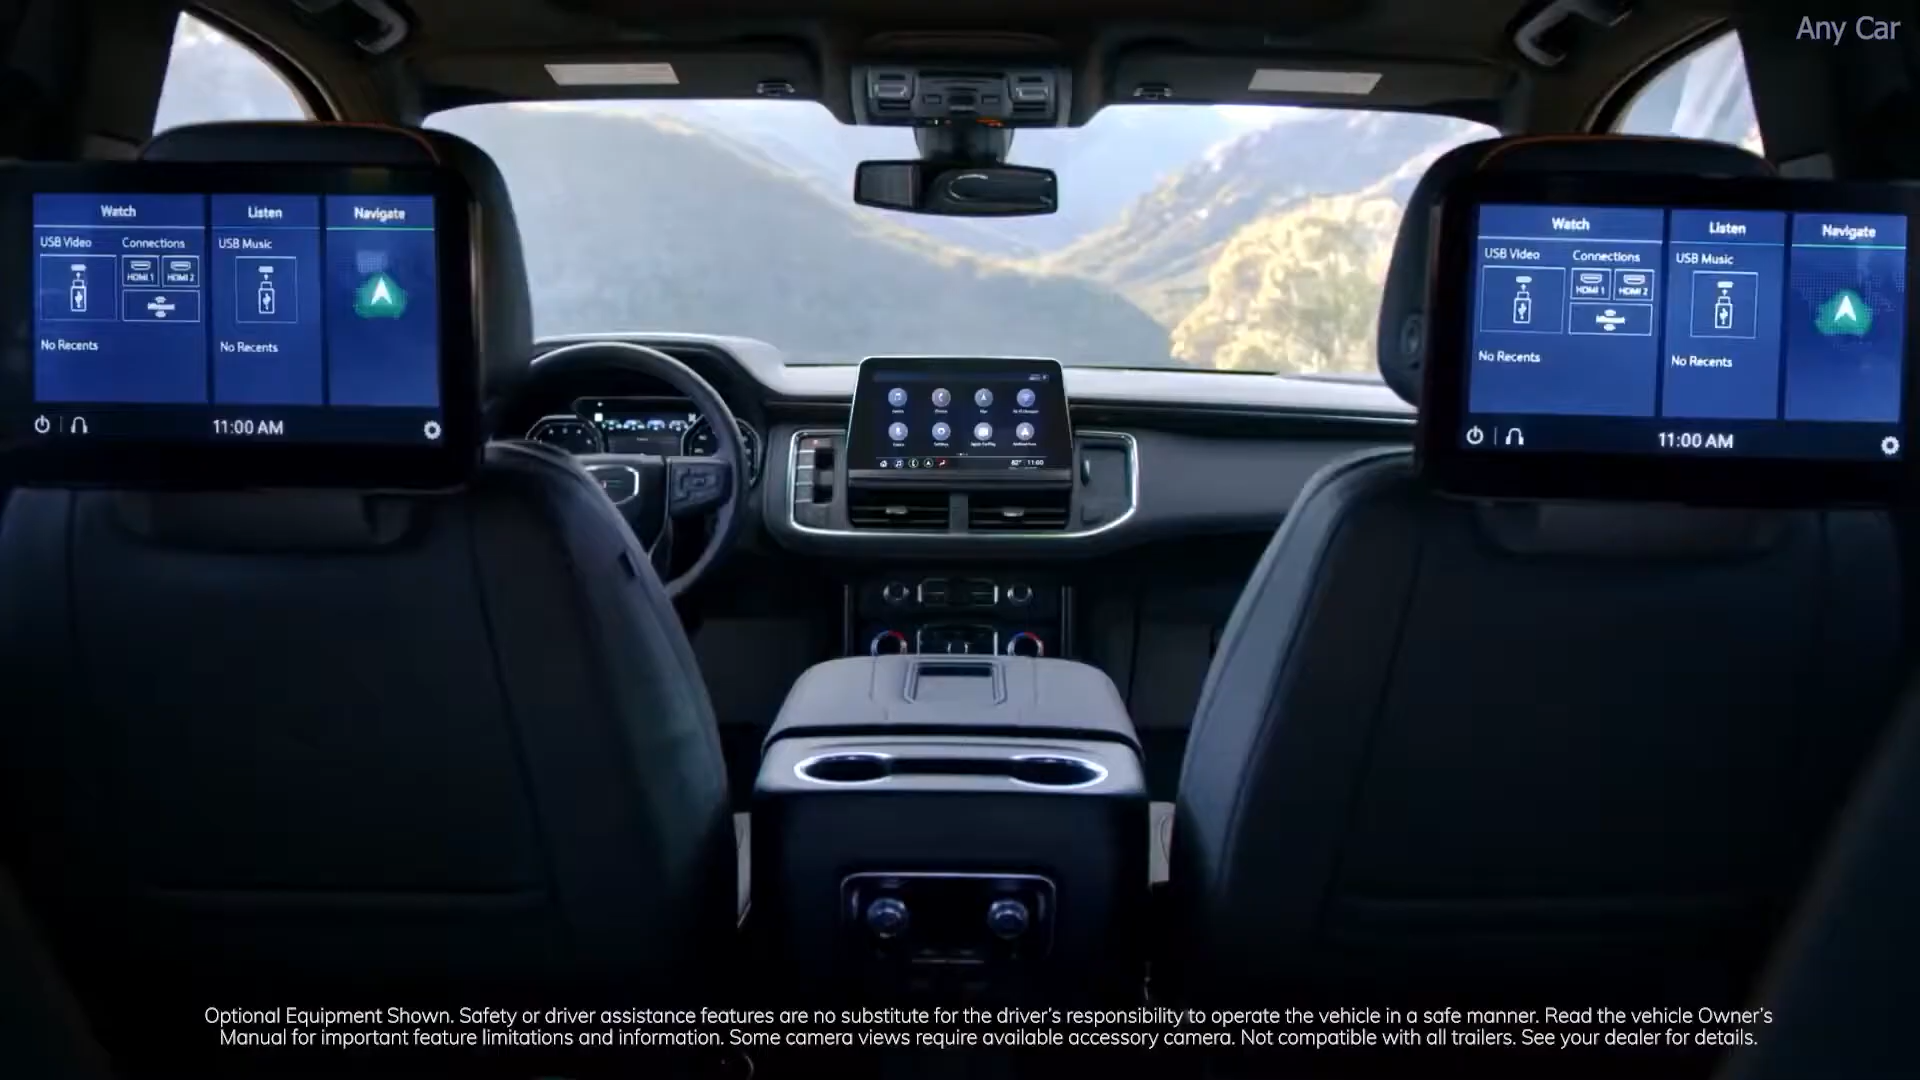 Any Car
Watch
Listen
Navigate
USB Video
Connections
USB Music
HDMI 1
HDMI 2
No Recents
No Recents
11:00 AM
Watch
Listen
Navigate
USB Video
Connections
USB Music
HDMI 1
HDMI 2
No Recents
No Recents
11:00 AM
82° 11:00
Optional Equipment Shown. Safety or driver assistance features are no substitute for the driver's responsibility to operate the vehicle in a safe manner. Read the vehicle Owner's
Manual for important feature limitations and information. Some camera views require available accessory camera. Not compatible with all trailers. See your dealer for details.